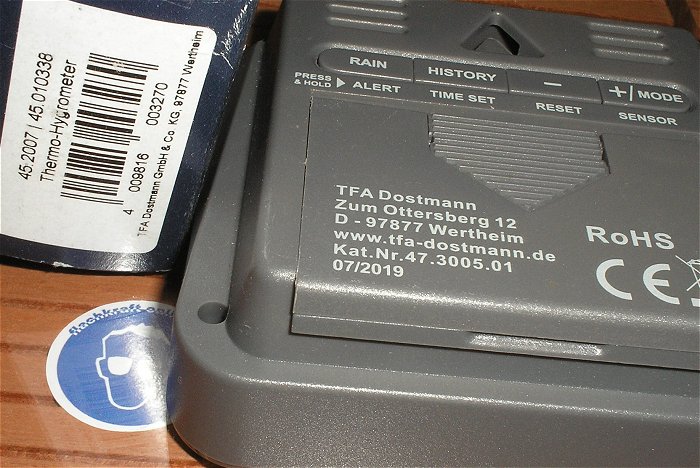 45.2007 | 45.010338
Thermo-Hygrometer
4 009816 003270
TFA Dostmann GmbH & Co KG, 97877 Wertheim
RAIN
HISTORY
−
+/MODE
PRESS
& HOLD
ALERT
TIME SET
RESET
SENSOR
TFA Dostmann
Zum Ottersberg 12
D - 97877 Wertheim
www.tfa-dostmann.de
Kat.Nr.47.3005.01
07/2019
RoHS
CE